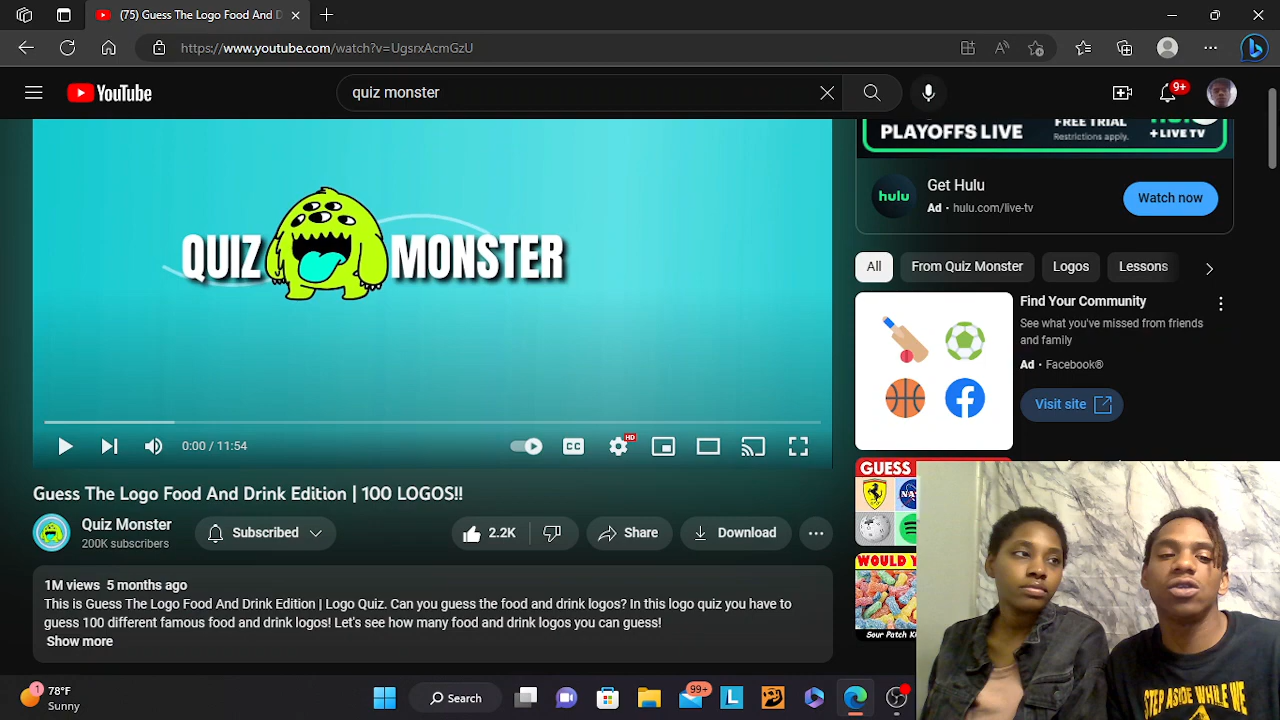 (75) Guess The Logo Food And D
https://www.youtube.com/watch?v=UgsrxAcmGzU
YouTube
quiz monster
9+
QUIZ MONSTER
0:00 / 11:54
CC
HD
Guess The Logo Food And Drink Edition | 100 LOGOS!!
Quiz Monster
200K subscribers
Subscribed
2.2K
Share
Download
1M views 5 months ago
This is Guess The Logo Food And Drink Edition | Logo Quiz. Can you guess the food and drink logos? In this logo quiz you have to
guess 100 different famous food and drink logos! Let's see how many food and drink logos you can guess!
Show more
FREE TRIAL
PLAYOFFS LIVE
Restrictions apply.
+ LIVE TV
hulu
Get Hulu
Ad • hulu.com/live-tv
Watch now
All
From Quiz Monster
Logos
Lessons
Find Your Community
See what you've missed from friends
and family
Ad • Facebook®
Visit site
GUESS
WOULD Y
Sour Patch K
STEP ASIDE WHILE WE
1
78°F
Sunny
Search
99+
L